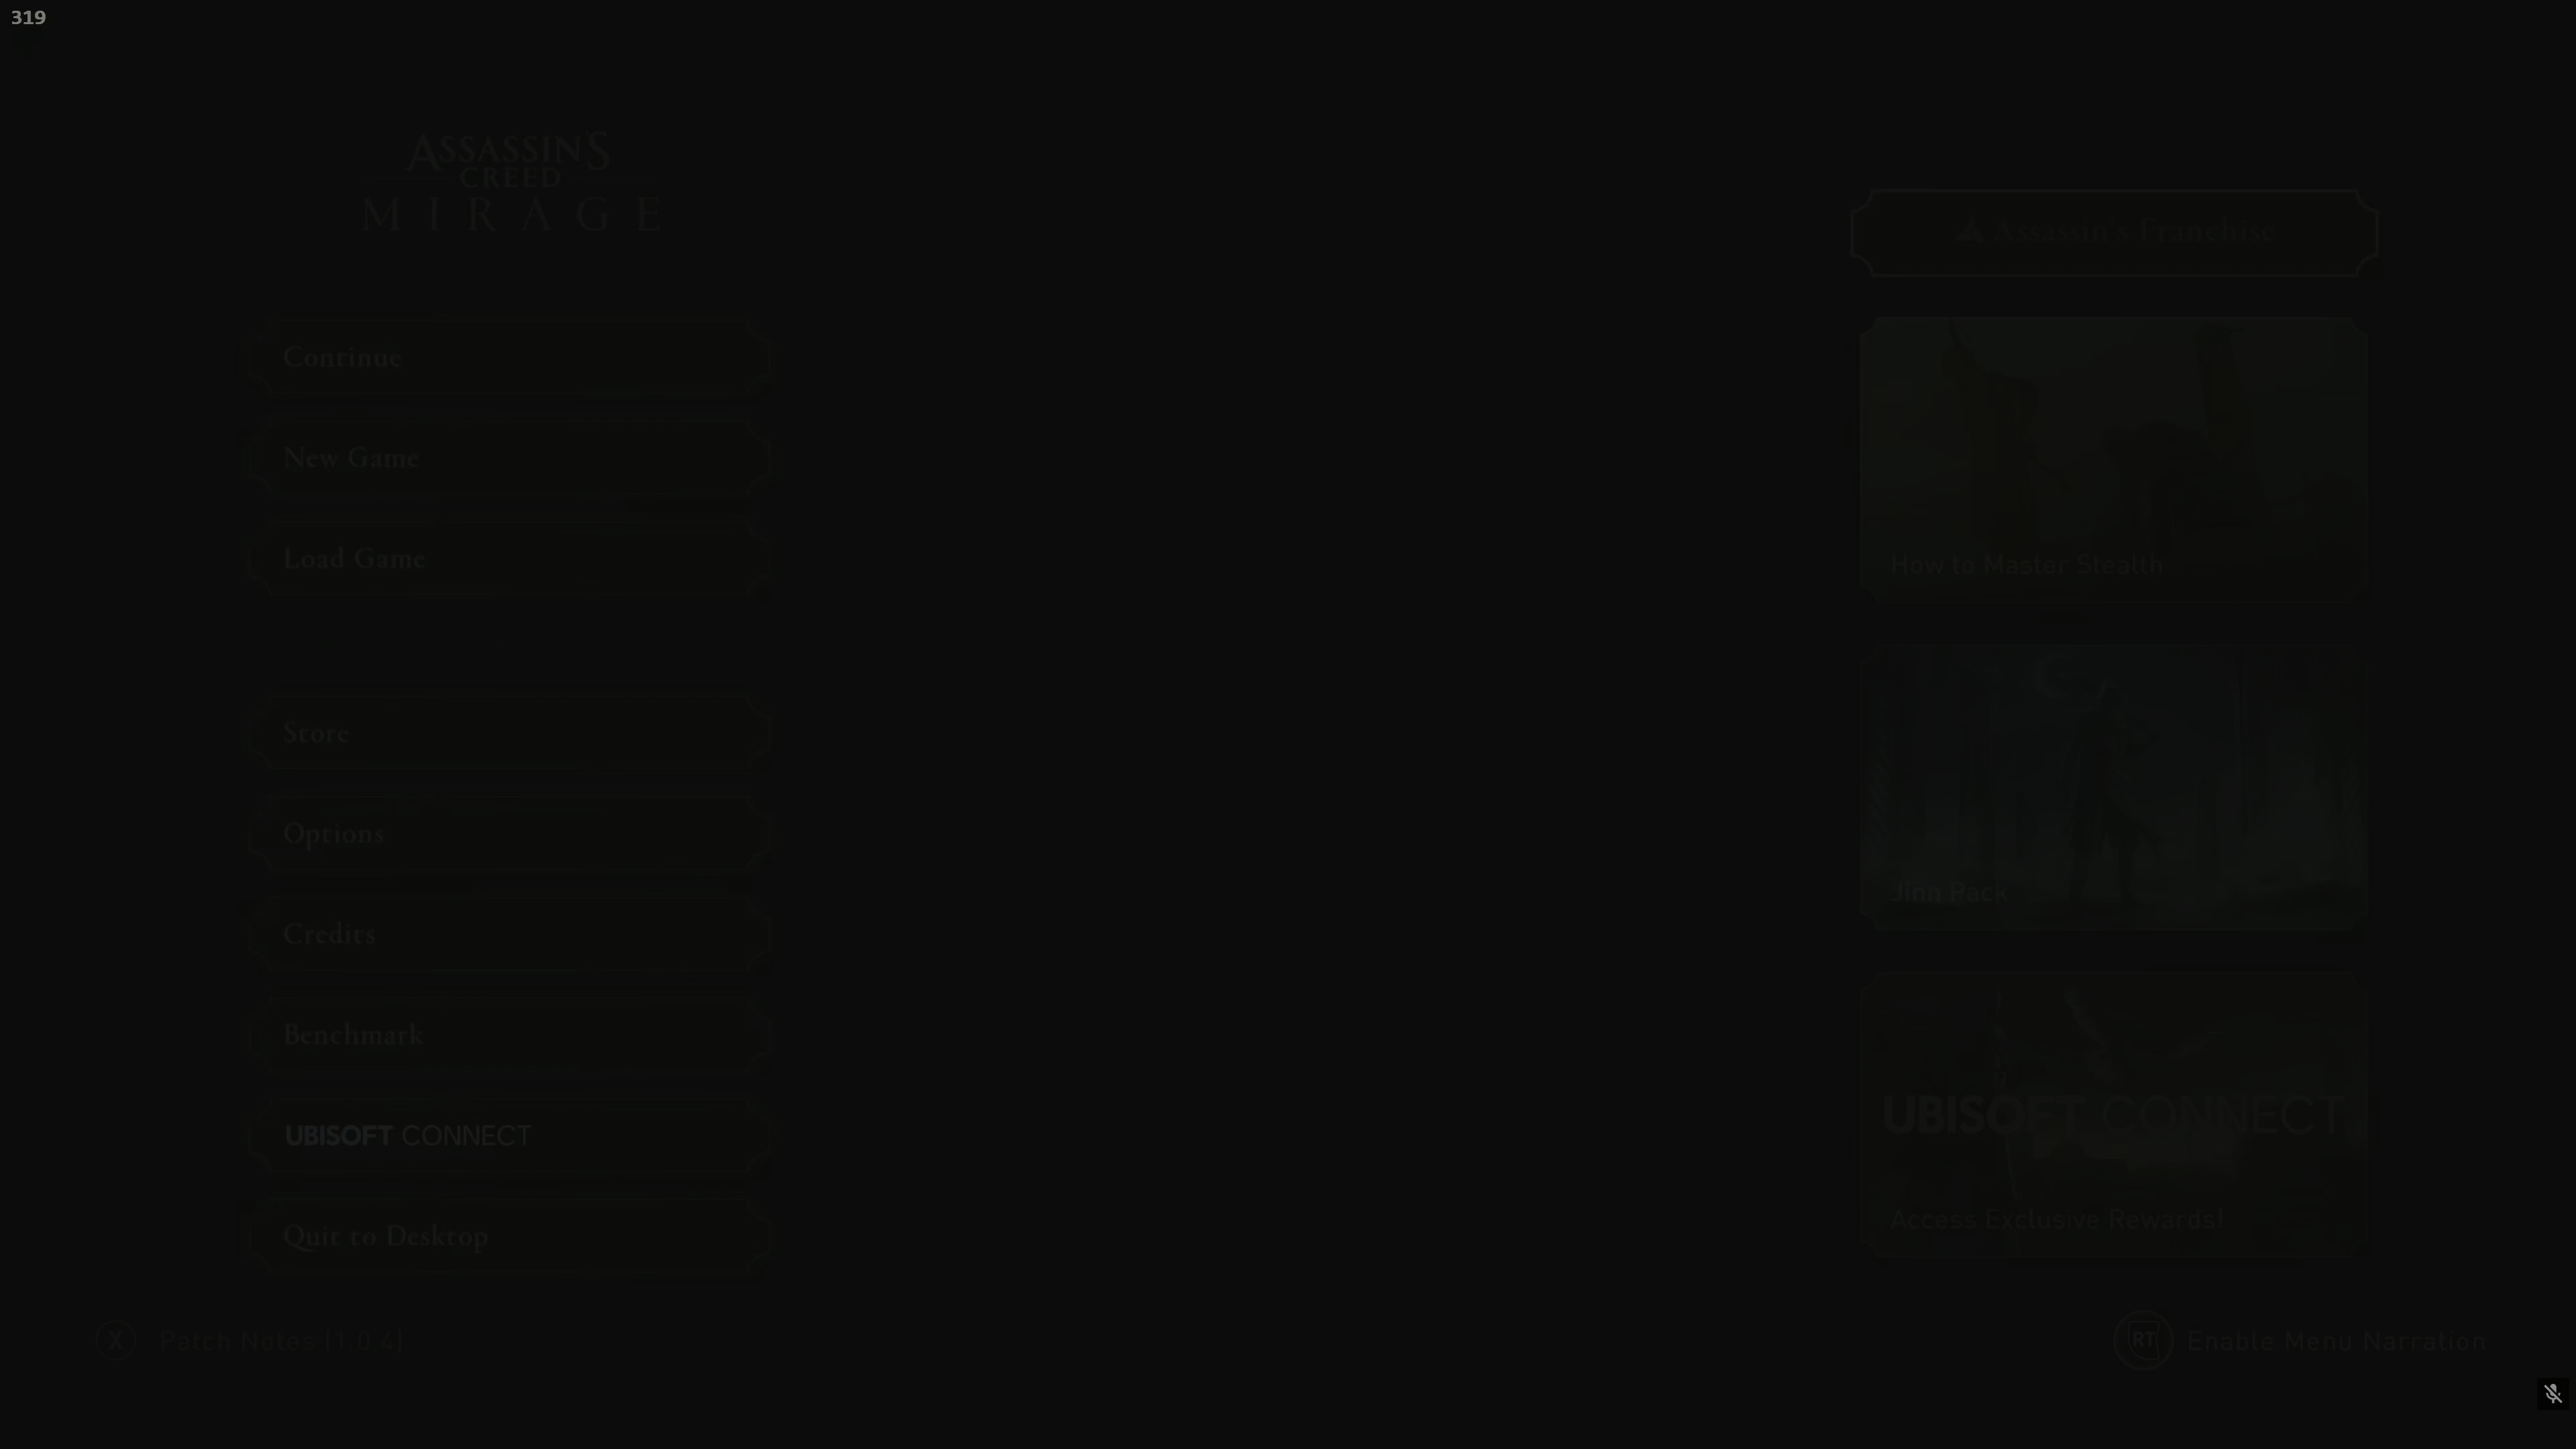 319
ASSASSIN'S
CREED
MIRAGE
Continue
New Game
Load Game
Store
Options
Credits
Benchmark
UBISOFT CONNECT
Quit to Desktop
X Patch Notes [1.0.4]
Assassin's Franchise
How to Master Stealth
Jinn Pack
UBISOFT CONNECT
Access Exclusive Rewards!
RT Enable Menu Narration